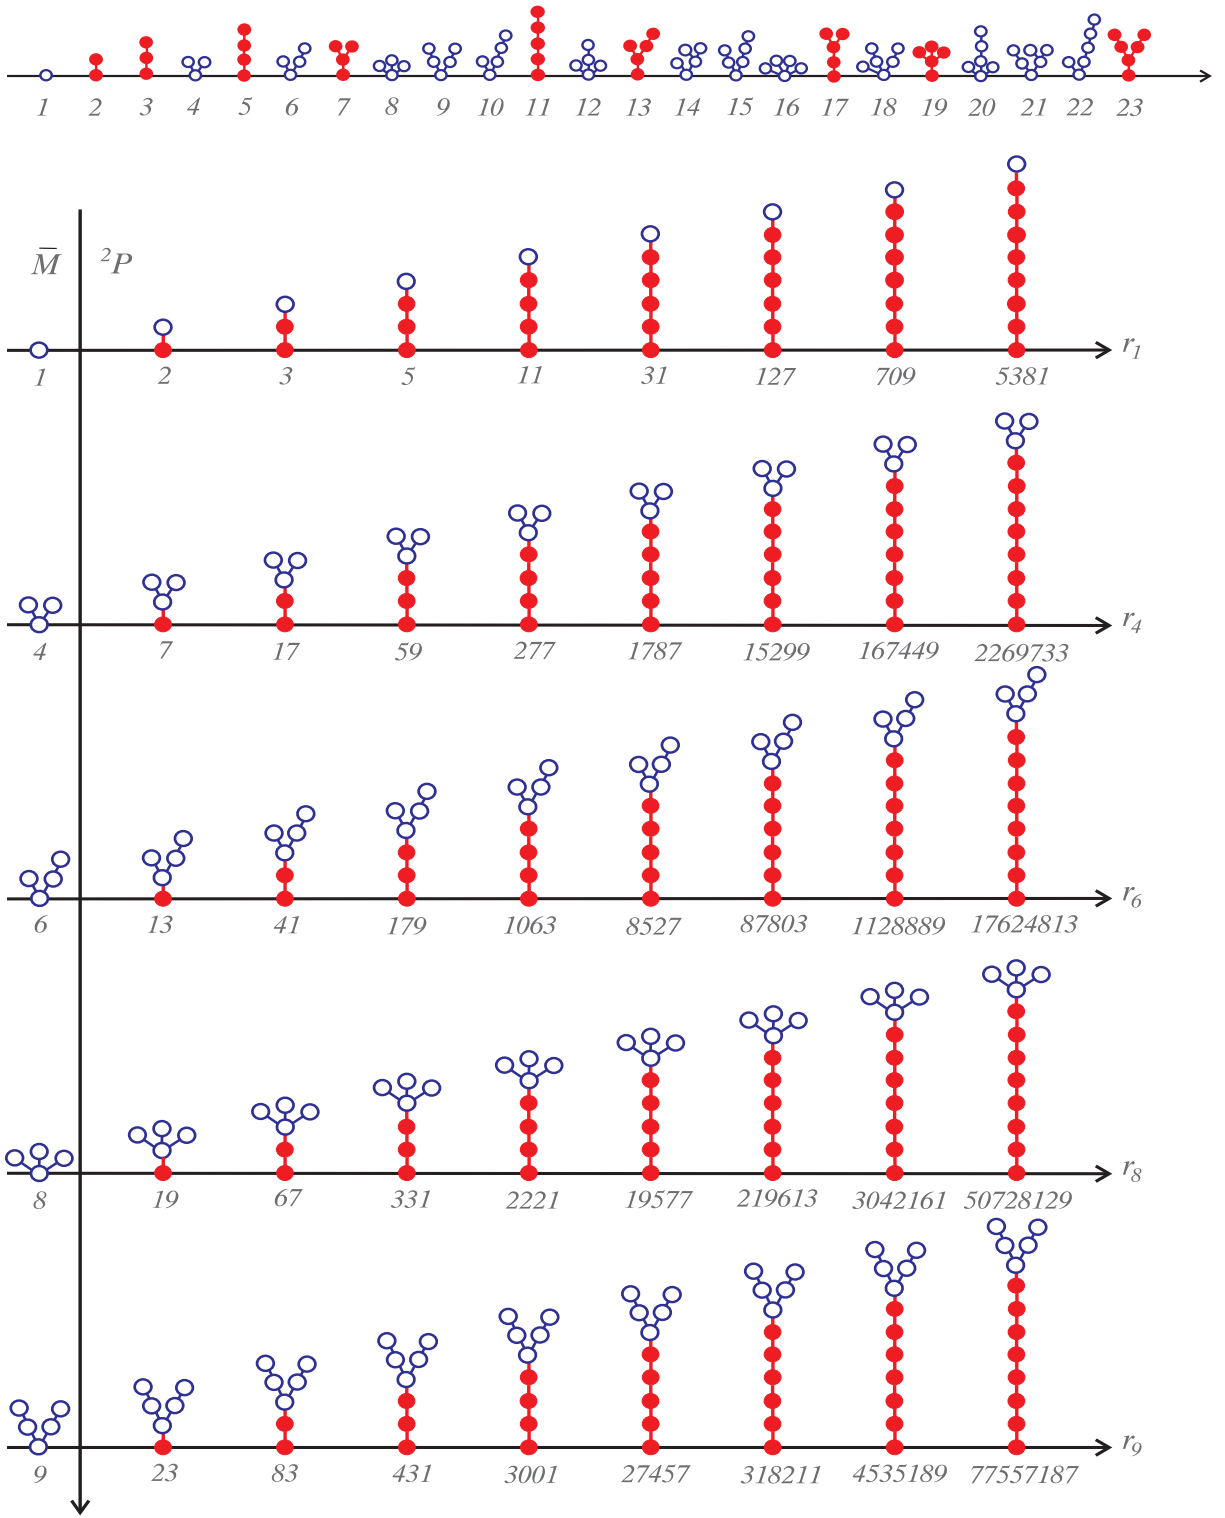 1 2 3 4 5 6 7 8 9 10 11 12 13 14 15 16 17 18 19 20 21 22 23
M̅ ²P
r₁
1 2 3 5 11 31 127 709 5381
r₄
4 7 17 59 277 1787 15299 167449 2269733
r₆
6 13 41 179 1063 8527 87803 1128889 17624813
r₈
8 19 67 331 2221 19577 219613 3042161 50728129
r₉
9 23 83 431 3001 27457 318211 4535189 77557187